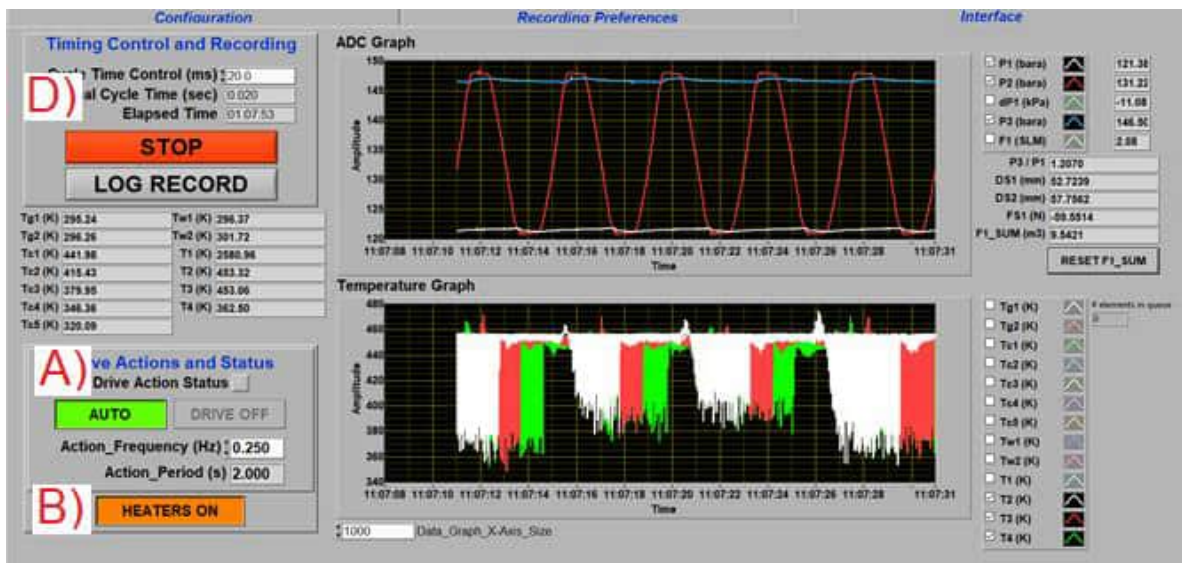 Configuration
Recording Preferences
Interface
Timing Control and Recording
Time Control (ms) 20.0
al Cycle Time (sec) 0.020
Elapsed Time 01:07:53
D)
STOP
LOG RECORD
Tg1 (K) 295.24 Tw1 (K) 296.37
Tg2 (K) 296.26 Tw2 (K) 301.72
Tc1 (K) 441.98 T1 (K) 2580.96
Tc2 (K) 415.43 T2 (K) 453.32
Tc3 (K) 379.95 T3 (K) 453.06
Tc4 (K) 346.36 T4 (K) 362.50
Tc5 (K) 320.09
A)
ve Actions and Status
Drive Action Status
AUTO
DRIVE OFF
Action_Frequency (Hz) 0.250
Action_Period (s) 2.000
B)
HEATERS ON
ADC Graph
Amplitude
150
145
140
135
130
125
120
11:07:08 11:07:10 11:07:12 11:07:14 11:07:16 11:07:18 11:07:20 11:07:22 11:07:24 11:07:26 11:07:28 11:07:31
Time
P1 (bara) 121.38
P2 (bara) 131.22
dP1 (kPa) -11.08
P3 (bara) 146.50
F1 (SLM) 2.08
P3 / P1 1.2070
DS1 (mm) 52.7239
DS2 (mm) 57.7562
FS1 (N)
F1_SUM (m3) 9.5421
RESET F1_SUM
Temperature Graph
Amplitude
480
460
440
420
400
380
360
340
11:07:08 11:07:10 11:07:12 11:07:14 11:07:16 11:07:18 11:07:20 11:07:22 11:07:24 11:07:26 11:07:28 11:07:31
Time
1000 Data_Graph_X-Axis_Size
Tg1 (K)
# elements in queue
0
Tg2 (K)
Tc1 (K)
Tc2 (K)
Tc3 (K)
Tc4 (K)
Tc5 (K)
Tw1 (K)
Tw2 (K)
T1 (K)
T2 (K)
T3 (K)
T4 (K)